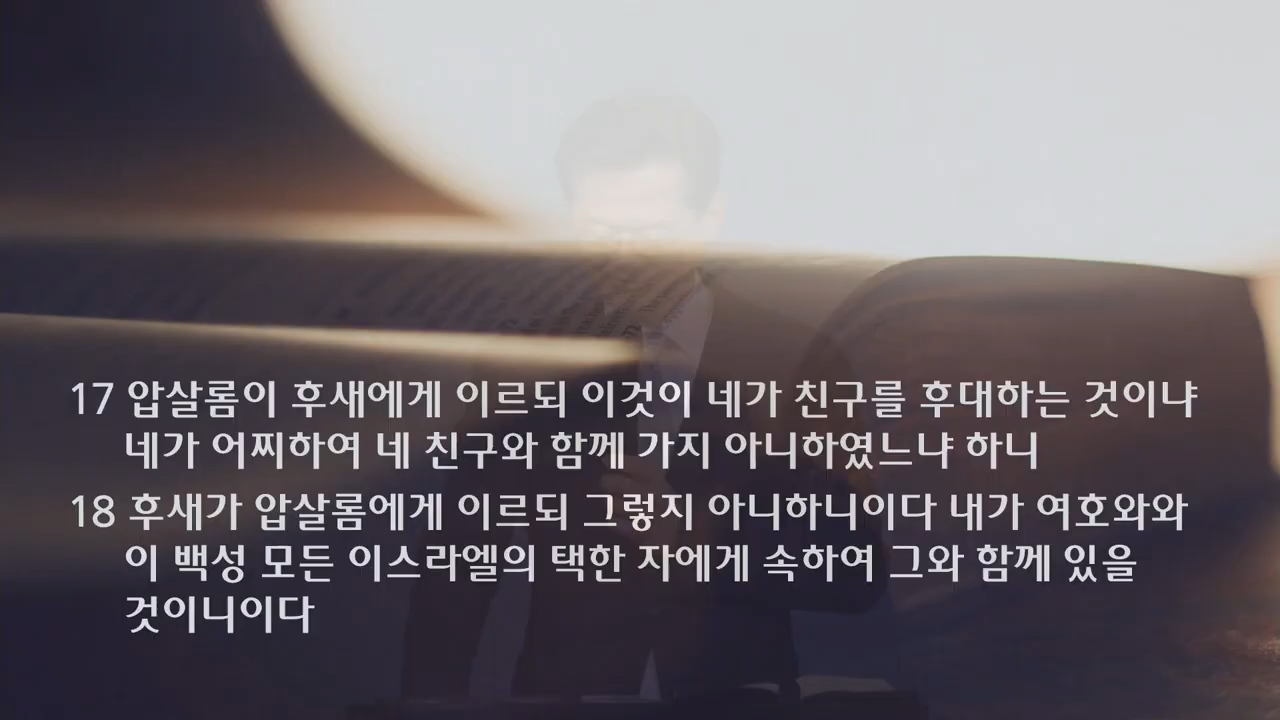 17 압살롬이 후새에게 이르되 이것이 네가 친구를 후대하는 것이냐
네가 어찌하여 네 친구와 함께 가지 아니하였느냐 하니
18 후새가 압살롬에게 이르되 그렇지 아니하니이다 내가 여호와와
이 백성 모든 이스라엘의 택한 자에게 속하여 그와 함께 있을
것이니이다